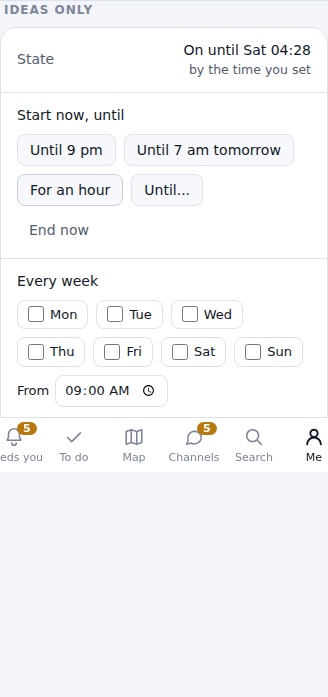 IDEAS ONLY
State
On until Sat 04:28
by the time you set
Start now, until
Until 9 pm
Until 7 am tomorrow
For an hour
Until...
End now
Every week
Mon
Tue
Wed
Thu
Fri
Sat
Sun
From 09:00 AM
5
5
eds you
To do
Map
Channels
Search
Me